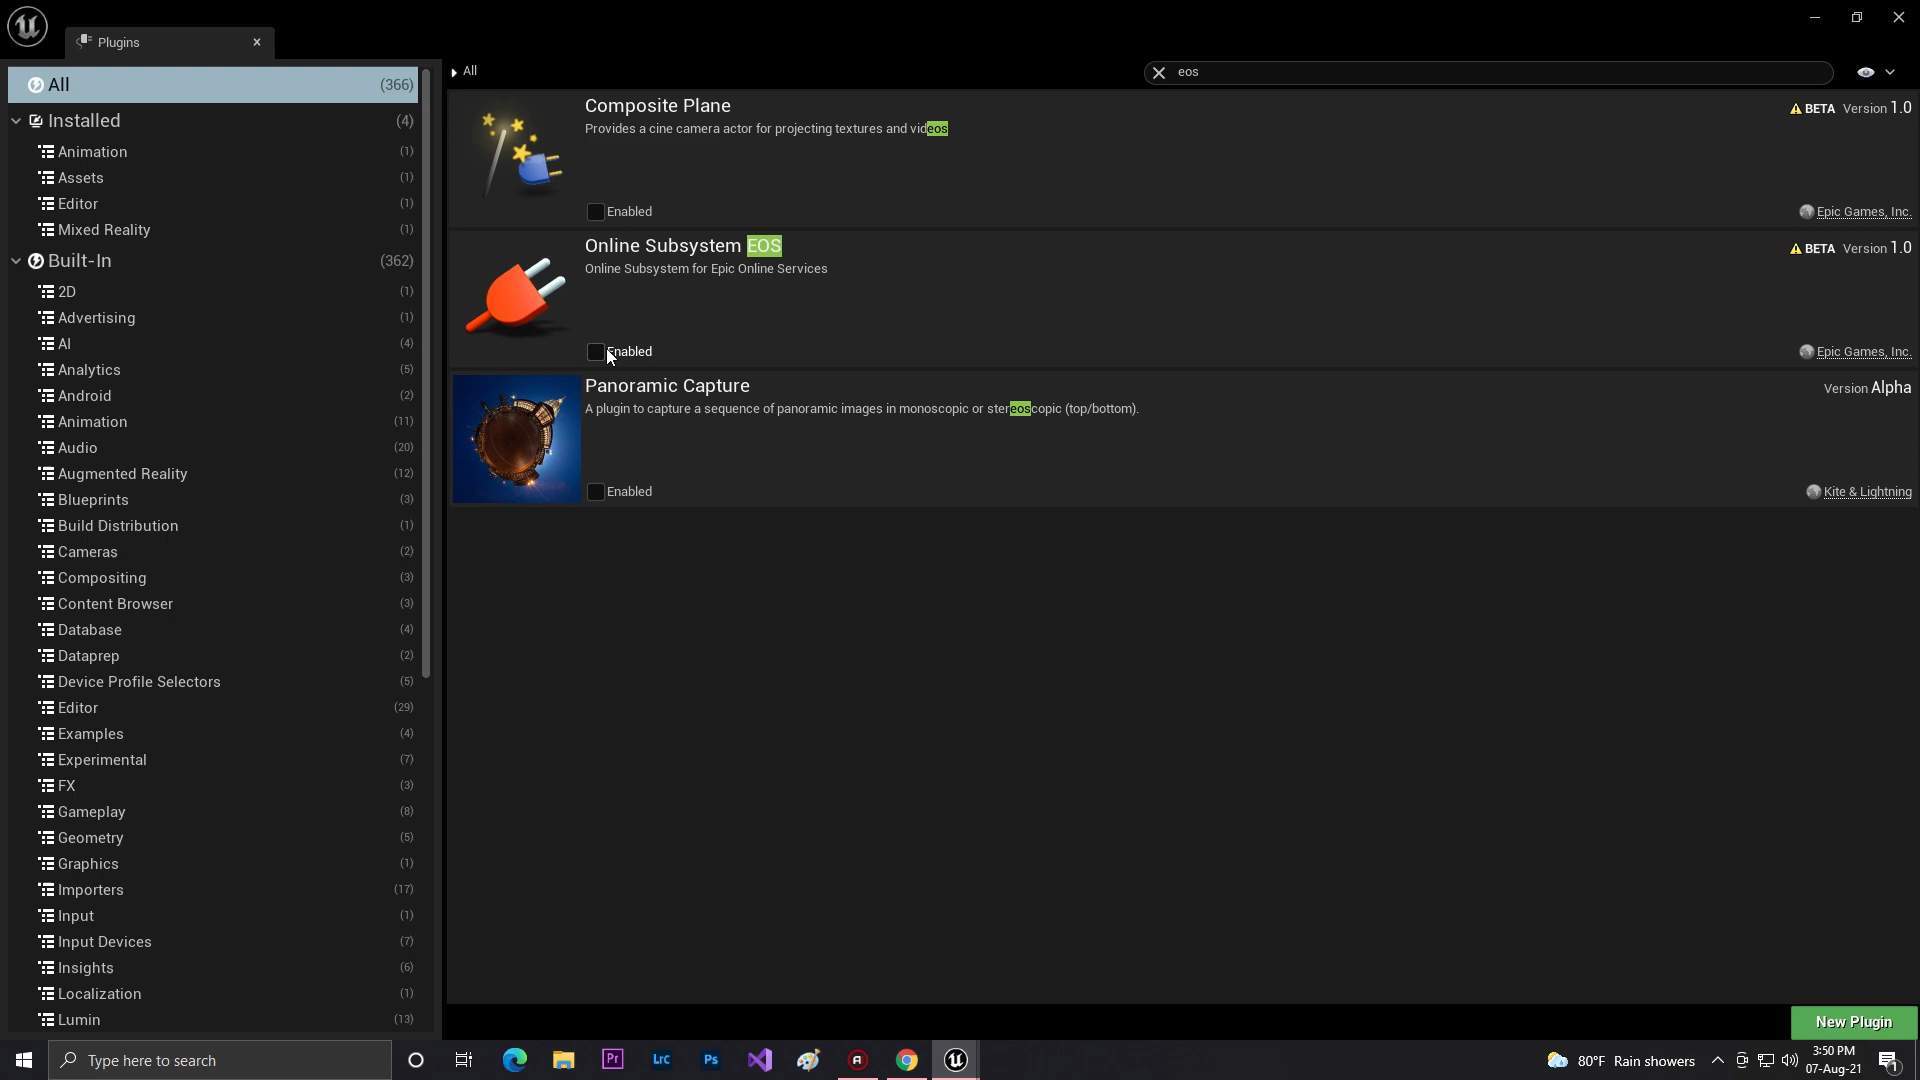 Plugins
All (366)
Installed (4)
Animation (1)
Assets (1)
Editor (1)
Mixed Reality (1)
Built-In (362)
2D (1)
Advertising (1)
AI (4)
Analytics (5)
Android (2)
Animation (11)
Audio (20)
Augmented Reality (12)
Blueprints (3)
Build Distribution (1)
Cameras (2)
Compositing (3)
Content Browser (3)
Database (4)
Dataprep (2)
Device Profile Selectors (5)
Editor (29)
Examples (4)
Experimental (7)
FX (3)
Gameplay (8)
Geometry (5)
Graphics (1)
Importers (17)
Input (1)
Input Devices (7)
Insights (6)
Localization (1)
Lumin (13)
All
eos
Composite Plane
BETA Version 1.0
Provides a cine camera actor for projecting textures and videos
Enabled
Epic Games, Inc.
Online Subsystem EOS
BETA Version 1.0
Online Subsystem for Epic Online Services
Enabled
Epic Games, Inc.
Panoramic Capture
Version Alpha
A plugin to capture a sequence of panoramic images in monoscopic or stereoscopic (top/bottom).
Enabled
Kite & Lightning
New Plugin
Type here to search
Pr
Lrc
Ps
80°F Rain showers
3:50 PM
07-Aug-21
1